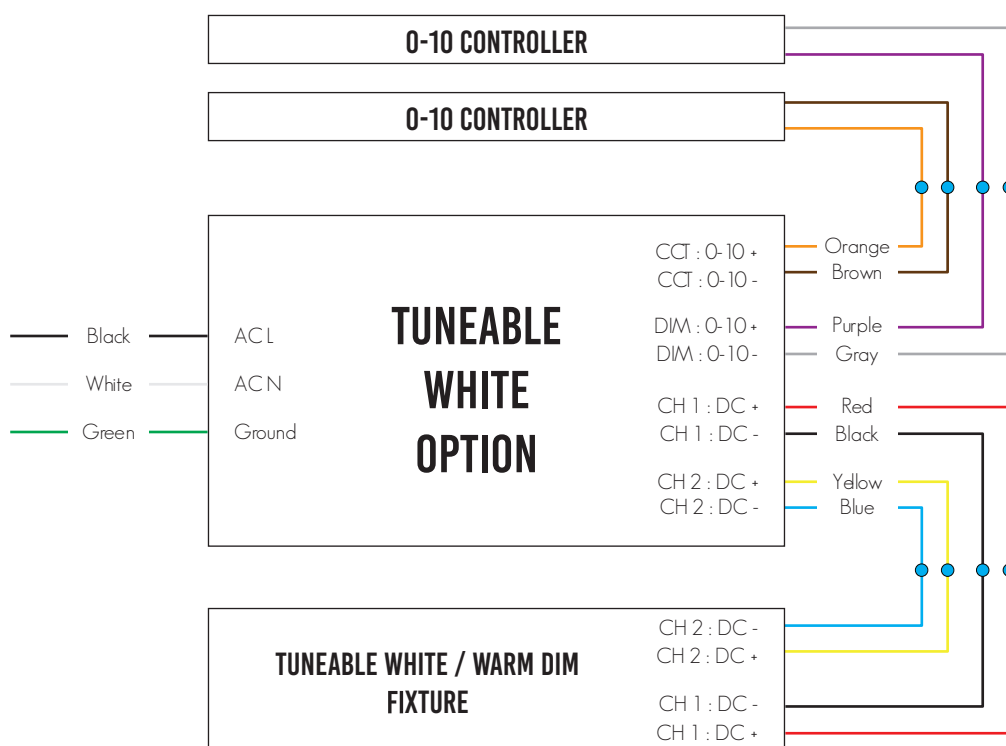 0-10 CONTROLLER
0-10 CONTROLLER
CCT : 0-10 +
Orange
CCT : 0-10 -
Brown
TUNEABLE
WHITE
OPTION
DIM : 0-10 +
Purple
DIM : 0-10 -
Gray
Black
AC L
White
AC N
Green
Ground
CH 1 : DC +
Red
CH 1 : DC -
Black
CH 2 : DC +
Yellow
CH 2 : DC -
Blue
CH 2 : DC -
CH 2 : DC +
TUNEABLE WHITE / WARM DIM
FIXTURE
CH 1 : DC -
CH 1 : DC +